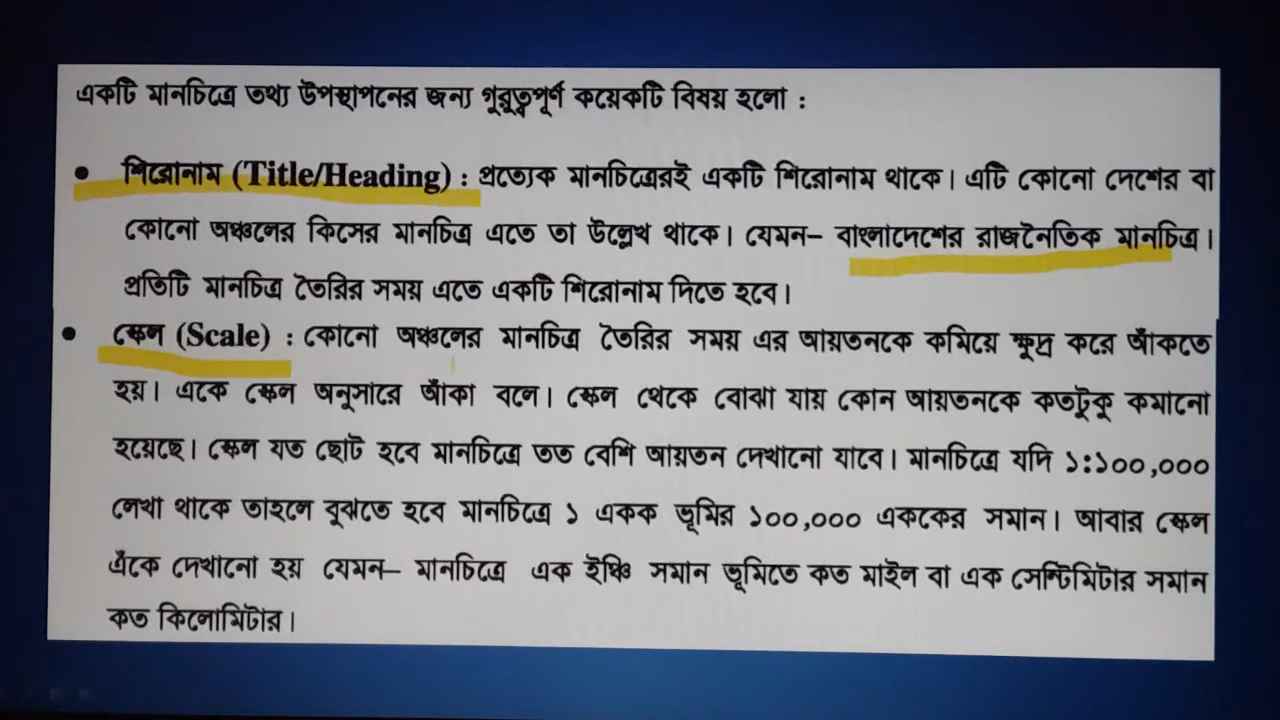 একটি মানচিত্রে তথ্য উপস্থাপনের জন্য গুরুত্বপূর্ণ কয়েকটি বিষয় হলো :
• শিরোনাম (Title/Heading) : প্রত্যেক মানচিত্রেরই একটি শিরোনাম থাকে। এটি কোনো দেশের বা
কোনো অঞ্চলের কিসের মানচিত্র এতে তা উল্লেখ থাকে। যেমন– বাংলাদেশের রাজনৈতিক মানচিত্র।
প্রতিটি মানচিত্র তৈরির সময় এতে একটি শিরোনাম দিতে হবে।
• স্কেল (Scale) : কোনো অঞ্চলের মানচিত্র তৈরির সময় এর আয়তনকে কমিয়ে ক্ষুদ্র করে আঁকতে
হয়। একে স্কেল অনুসারে আঁকা বলে। স্কেল থেকে বোঝা যায় কোন আয়তনকে কতটুকু কমানো
হয়েছে। স্কেল যত ছোট হবে মানচিত্রে তত বেশি আয়তন দেখানো যাবে। মানচিত্রে যদি ১:১০০,০০০
লেখা থাকে তাহলে বুঝতে হবে মানচিত্রে ১ একক ভূমির ১০০,০০০ এককের সমান। আবার স্কেল
এঁকে দেখানো হয় যেমন– মানচিত্রে এক ইঞ্চি সমান ভূমিতে কত মাইল বা এক সেন্টিমিটার সমান
কত কিলোমিটার।